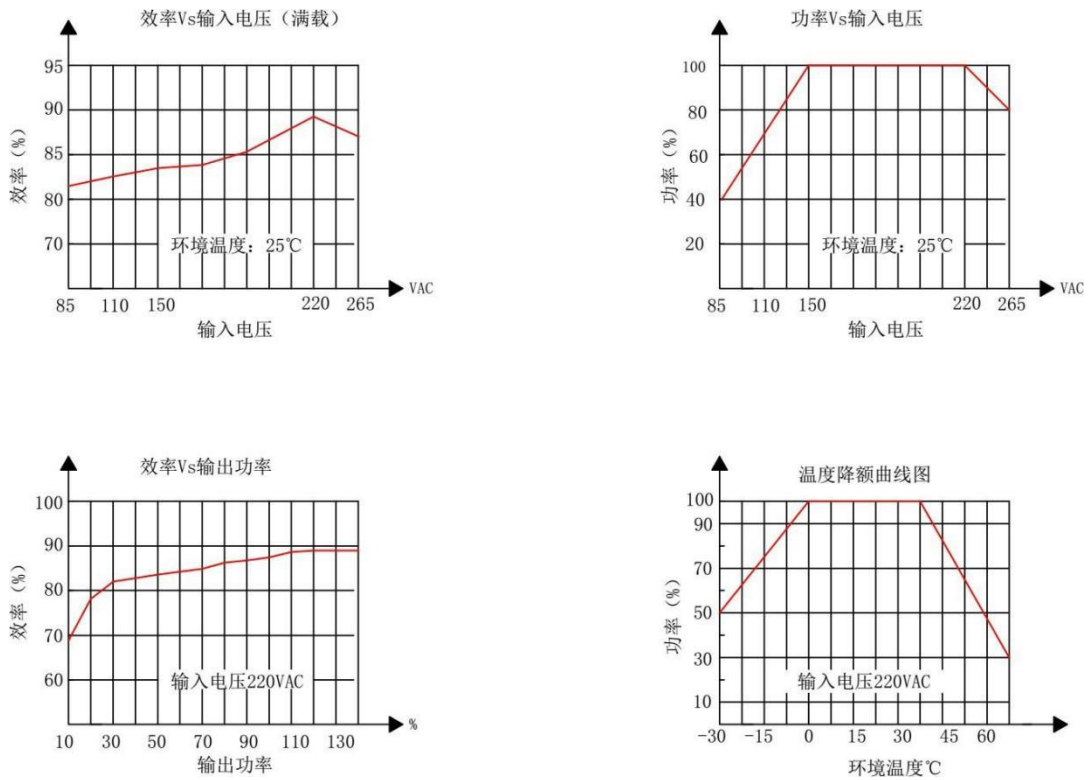 效率Vs输入电压（满载）
95
90
85
80
70
效率（%）
环境温度：25℃
85 110 150 220 265
VAC
输入电压
功率Vs输入电压
100
80
60
40
20
功率（%）
环境温度：25℃
85 110 150 220 265
VAC
输入电压
效率Vs输出功率
100
90
80
70
60
效率（%）
输入电压220VAC
10 30 50 70 90 110 130
%
输出功率
温度降额曲线图
100
90
70
50
30
10
功率（%）
输入电压220VAC
-30 -15 0 15 30 45 60
环境温度℃